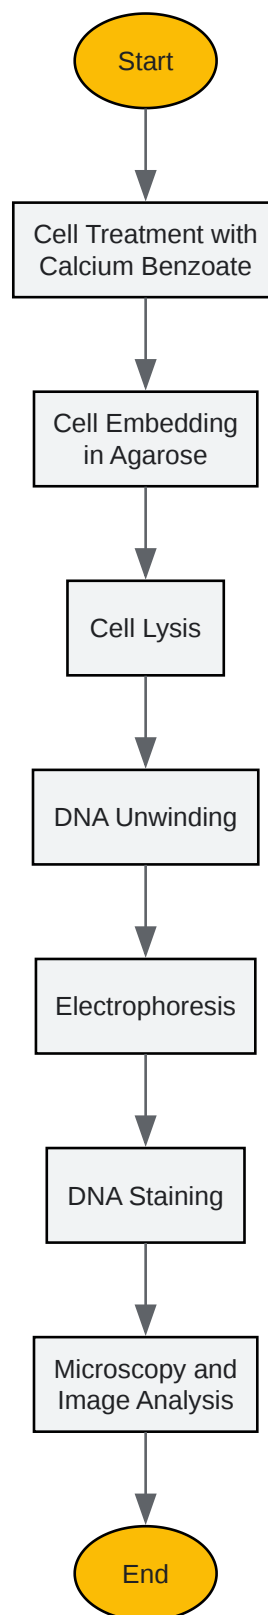 Start
Cell Treatment with
Calcium Benzoate
Cell Embedding
in Agarose
Cell Lysis
DNA Unwinding
Electrophoresis
DNA Staining
Microscopy and
Image Analysis
End